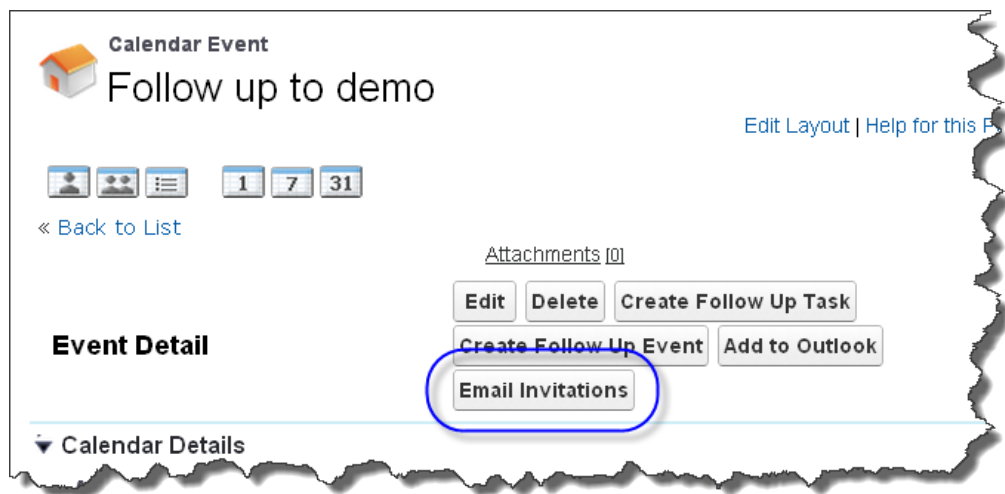 Calendar Event
Follow up to demo
Edit Layout | Help for this
1 7 31
« Back to List
Attachments [0]
Edit Delete Create Follow Up Task
Event Detail
Create Follow Up Event Add to Outlook
Email Invitations
Calendar Details